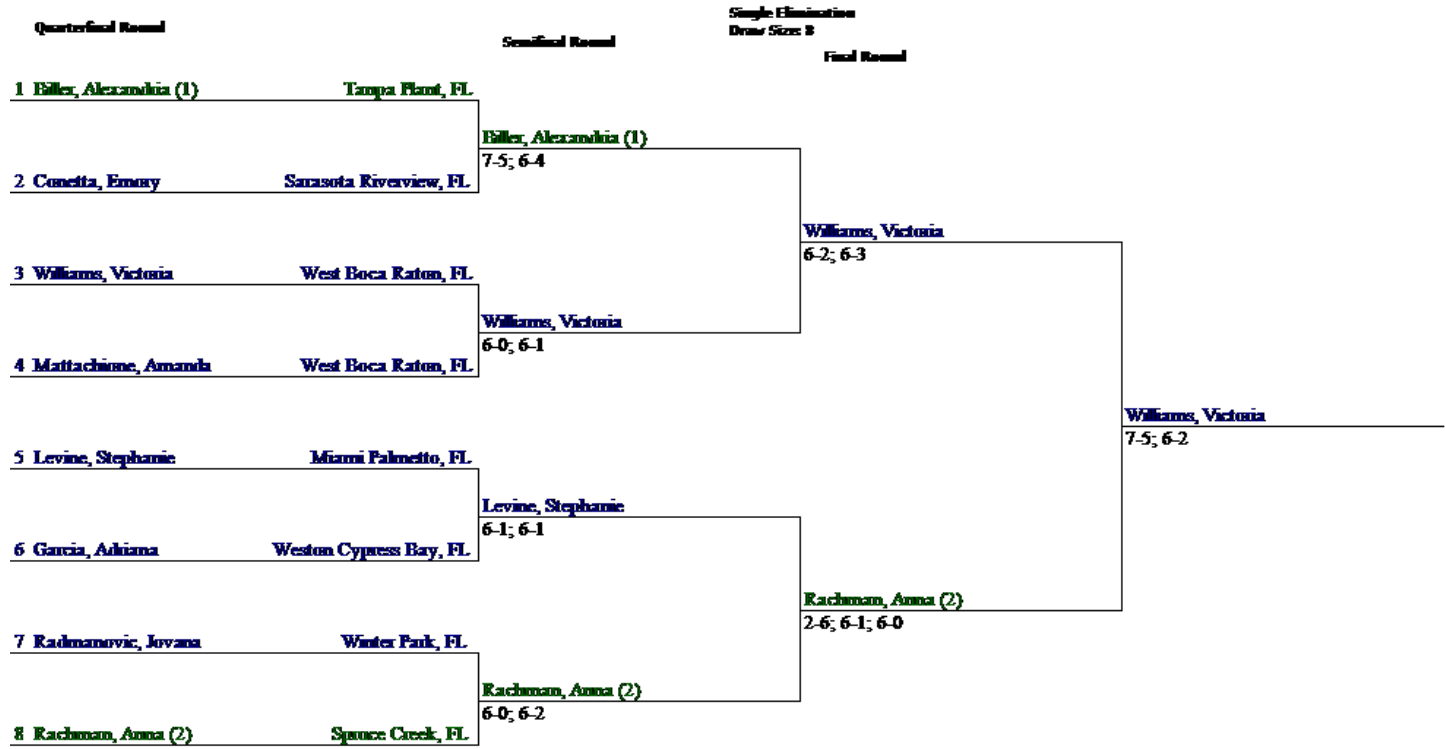 Single Elimination
Draw Size: 8
Quarterfinal Round
Semifinal Round
Final Round
1 Biller, Alexandria (1) Tampa Plant, FL
Biller, Alexandria (1)
7-5; 6-4
2 Conetta, Emory Sarasota Riverview, FL
Williams, Victoria
6-2; 6-3
3 Williams, Victoria West Boca Raton, FL
Williams, Victoria
6-0; 6-1
4 Mattachione, Amanda West Boca Raton, FL
Williams, Victoria
7-5; 6-2
5 Levine, Stephanie Miami Palmetto, FL
Levine, Stephanie
6-1; 6-1
6 Garcia, Adriana Weston Cypress Bay, FL
Rachman, Anna (2)
2-6; 6-1; 6-0
7 Radmanovic, Jovana Winter Park, FL
Rachman, Anna (2)
6-0; 6-2
8 Rachman, Anna (2) Spruce Creek, FL